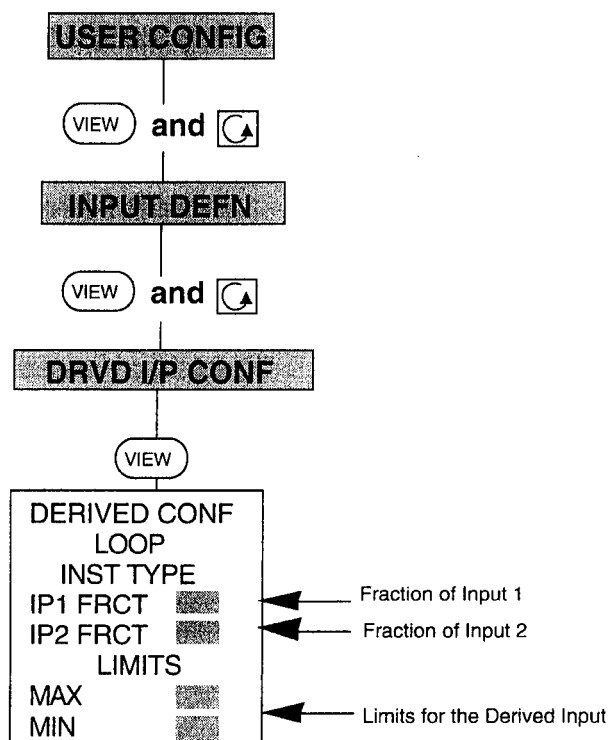 USER CONFIG
VIEW and
INPUT DEFN
VIEW and
DRVD I/P CONF
VIEW
DERIVED CONF
LOOP
INST TYPE
IP1 FRCT Fraction of Input 1
IP2 FRCT Fraction of Input 2
LIMITS
MAX
MIN Limits for the Derived Input